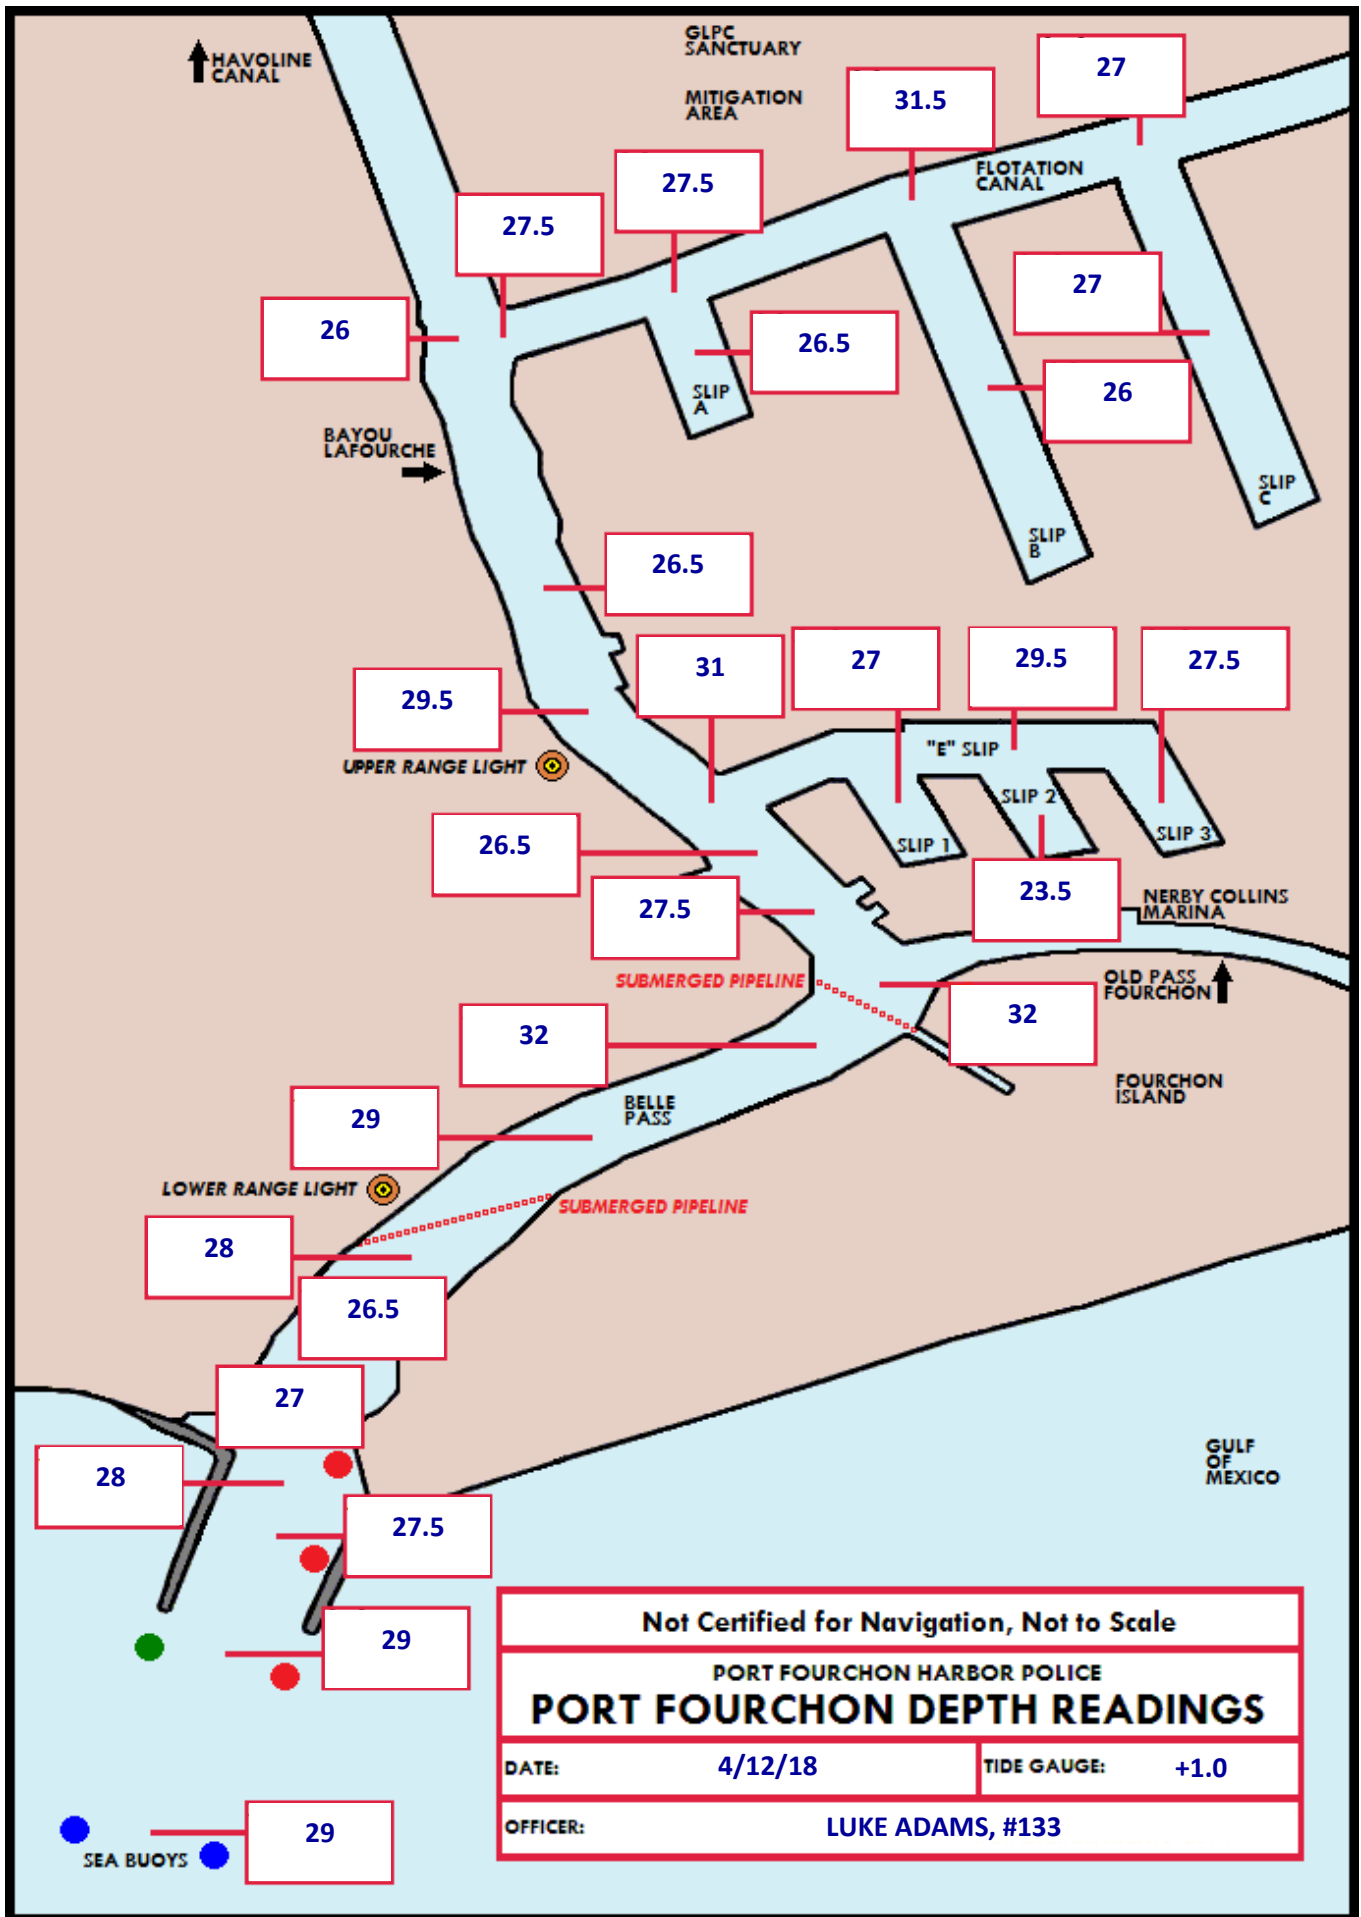 GLPC
SANCTUARY
HAVOLINE
CANAL
27
31.5
MITIGATION
AREA
FLOTATION
CANAL
27.5
27.5
27
26
26.5
26
SLIP
A
BAYOU
LAFOURCHE
SLIP
C
SLIP
B
26.5
31
27
29.5
27.5
29.5
"E" SLIP
UPPER RANGE LIGHT
SLIP 2
SLIP 1
SLIP 3
26.5
23.5
27.5
NERBY COLLINS
MARINA
SUBMERGED PIPELINE
OLD PASS
FOURCHON
32
32
FOURCHON
ISLAND
BELLE
PASS
29
LOWER RANGE LIGHT
SUBMERGED PIPELINE
28
26.5
27
GULF
OF
MEXICO
28
27.5
29
Not Certified for Navigation, Not to Scale
PORT FOURCHON HARBOR POLICE
PORT FOURCHON DEPTH READINGS
DATE: 4/12/18 TIDE GAUGE: +1.0
OFFICER: LUKE ADAMS, #133
29
SEA BUOYS